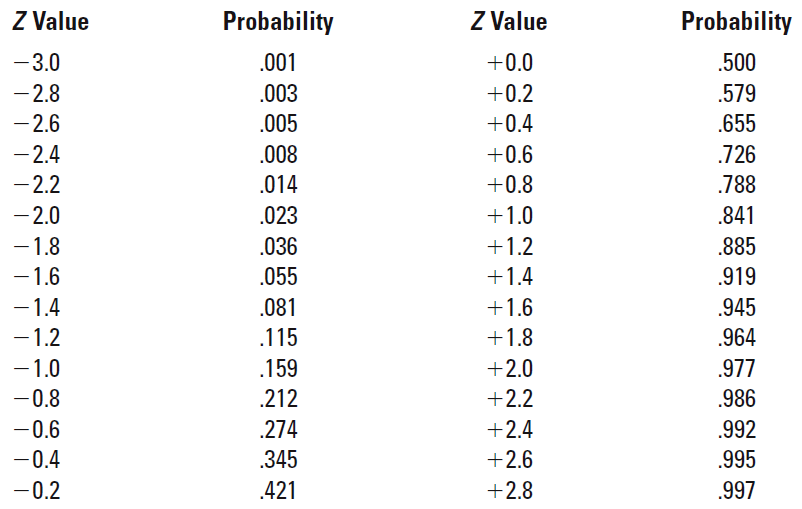 Z Value Probability Z Value Probability
−3.0 .001 +0.0 .500
−2.8 .003 +0.2 .579
−2.6 .005 +0.4 .655
−2.4 .008 +0.6 .726
−2.2 .014 +0.8 .788
−2.0 .023 +1.0 .841
−1.8 .036 +1.2 .885
−1.6 .055 +1.4 .919
−1.4 .081 +1.6 .945
−1.2 .115 +1.8 .964
−1.0 .159 +2.0 .977
−0.8 .212 +2.2 .986
−0.6 .274 +2.4 .992
−0.4 .345 +2.6 .995
−0.2 .421 +2.8 .997